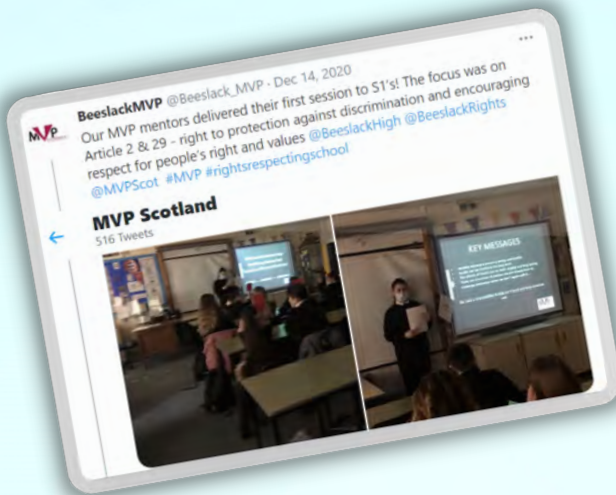 BeeslackMVP @Beeslack_MVP · Dec 14, 2020
Our MVP mentors delivered their first session to S1's! The focus was on
Article 2 & 29 - right to protection against discrimination and encouraging
respect for people's right and values @BeeslackHigh @BeeslackRights
@MVPScot #MVP #rightsrespectingschool
MVP
MVP Scotland
516 Tweets
KEY MESSAGES